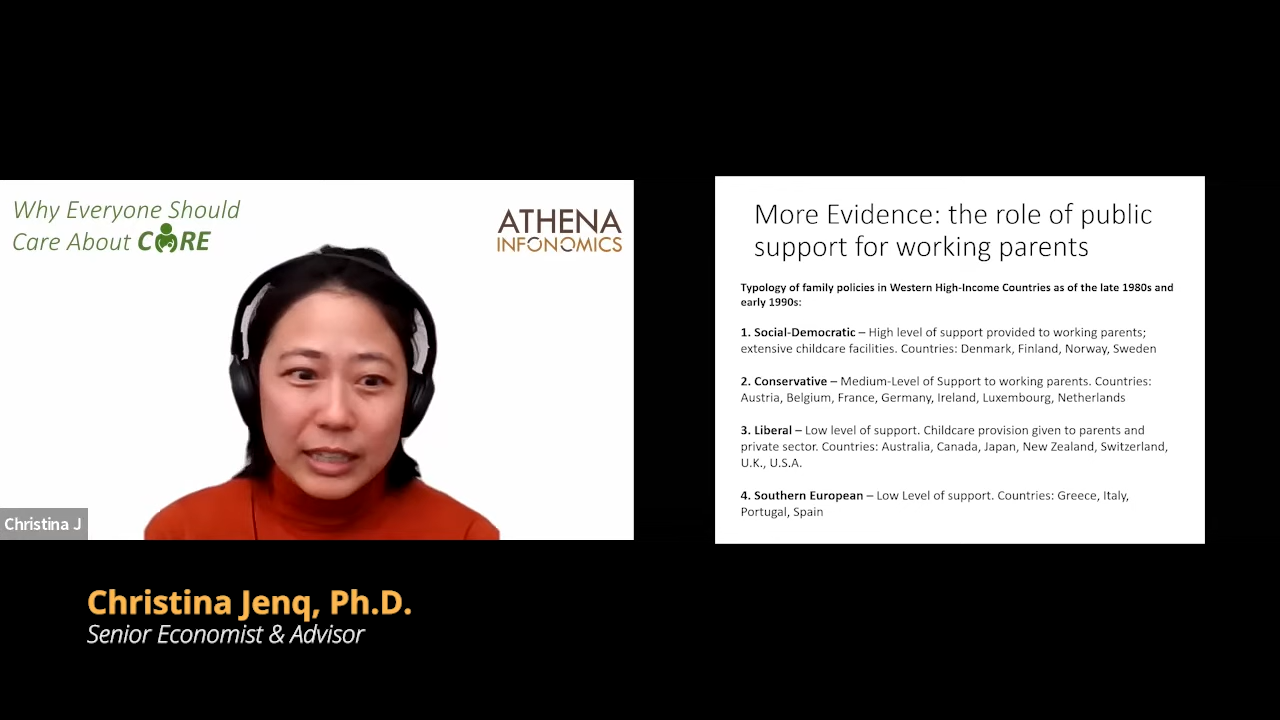 Why Everyone Should
Care About CARE
ATHENA
INFONOMICS
Christina J
Christina Jenq, Ph.D.
Senior Economist & Advisor
More Evidence: the role of public
support for working parents
Typology of family policies in Western High-Income Countries as of the late 1980s and
early 1990s:
1. Social-Democratic – High level of support provided to working parents;
extensive childcare facilities. Countries: Denmark, Finland, Norway, Sweden
2. Conservative – Medium-Level of Support to working parents. Countries:
Austria, Belgium, France, Germany, Ireland, Luxembourg, Netherlands
3. Liberal – Low level of support. Childcare provision given to parents and
private sector. Countries: Australia, Canada, Japan, New Zealand, Switzerland,
U.K., U.S.A.
4. Southern European – Low Level of support. Countries: Greece, Italy,
Portugal, Spain